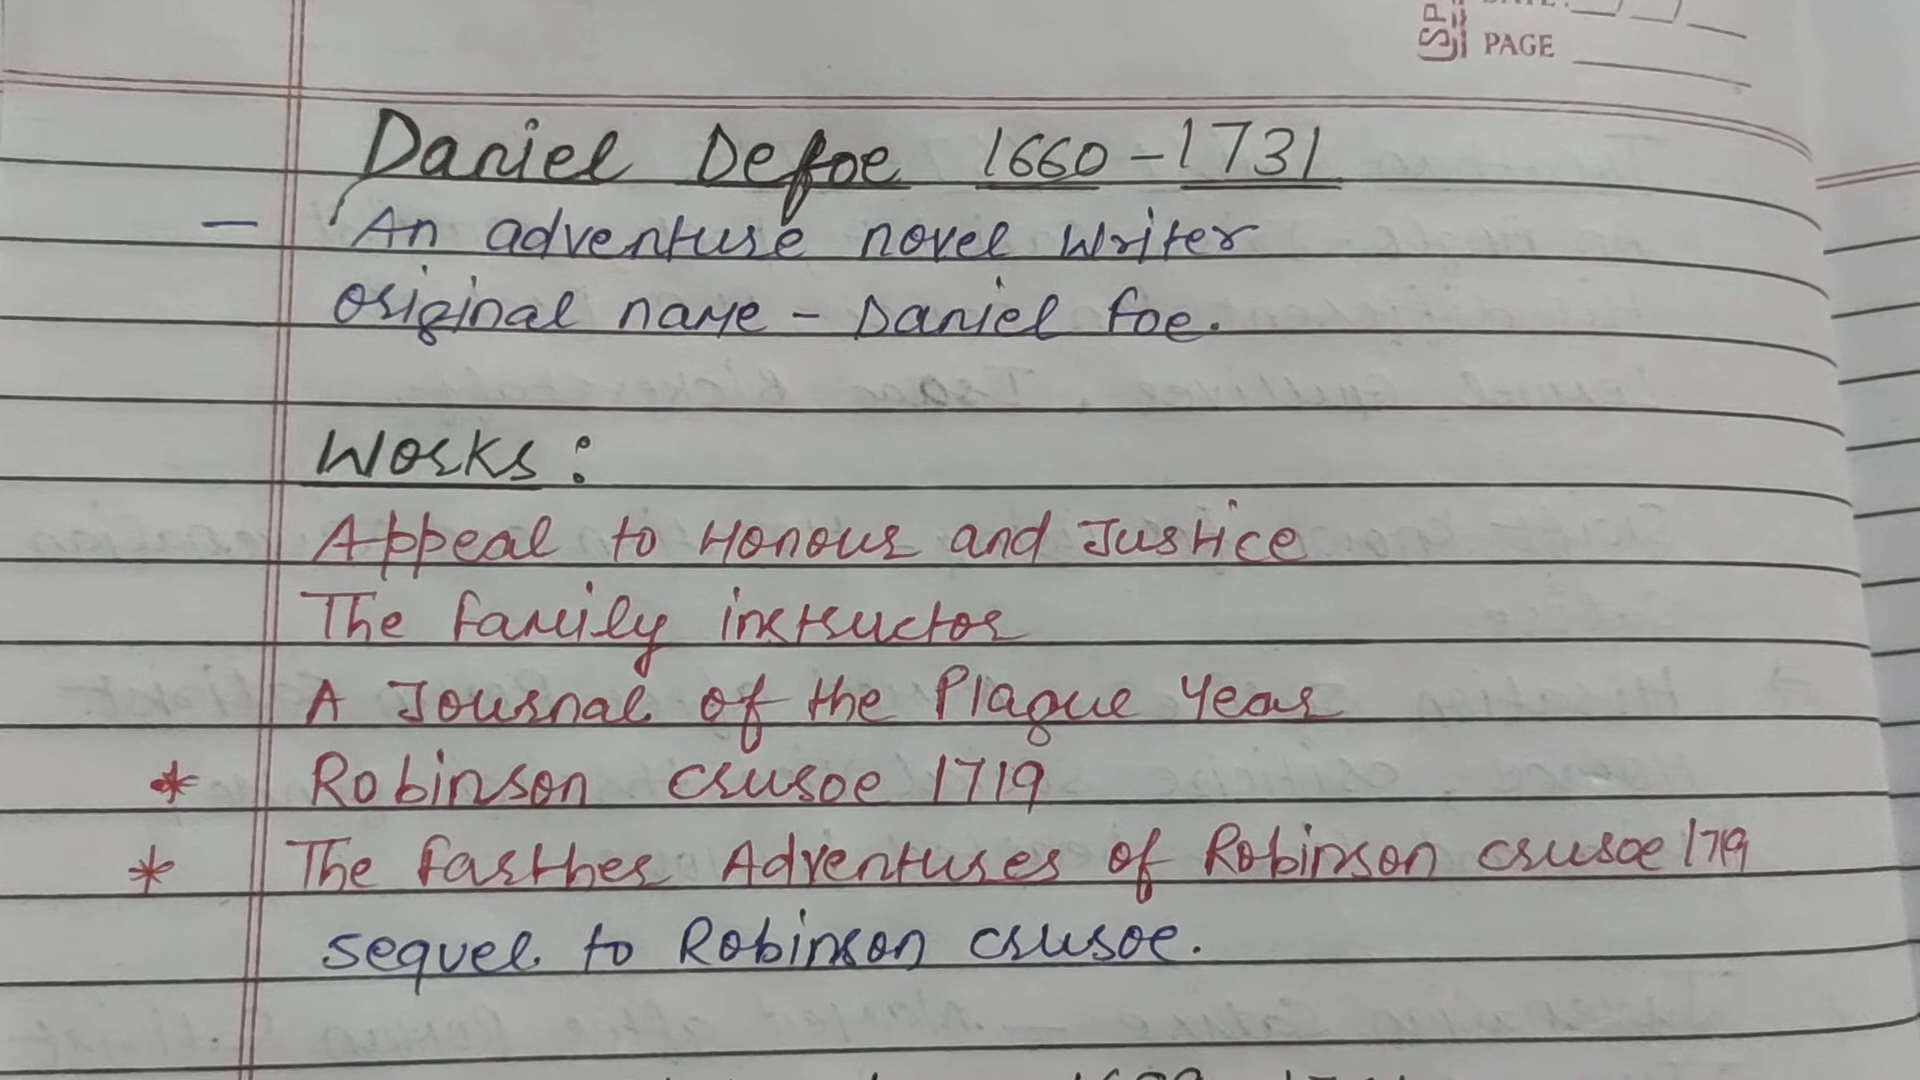 PAGE
Daniel Defoe 1660-1731
- An adventure novel writer
original name - Daniel foe.
Works:
Appeal to Honour and Justice
The family instructor
A Journal of the Plague Year
* Robinson crusoe 1719
* The farther Adventures of Robinson crusoe 1719
sequel to Robinson crusoe.